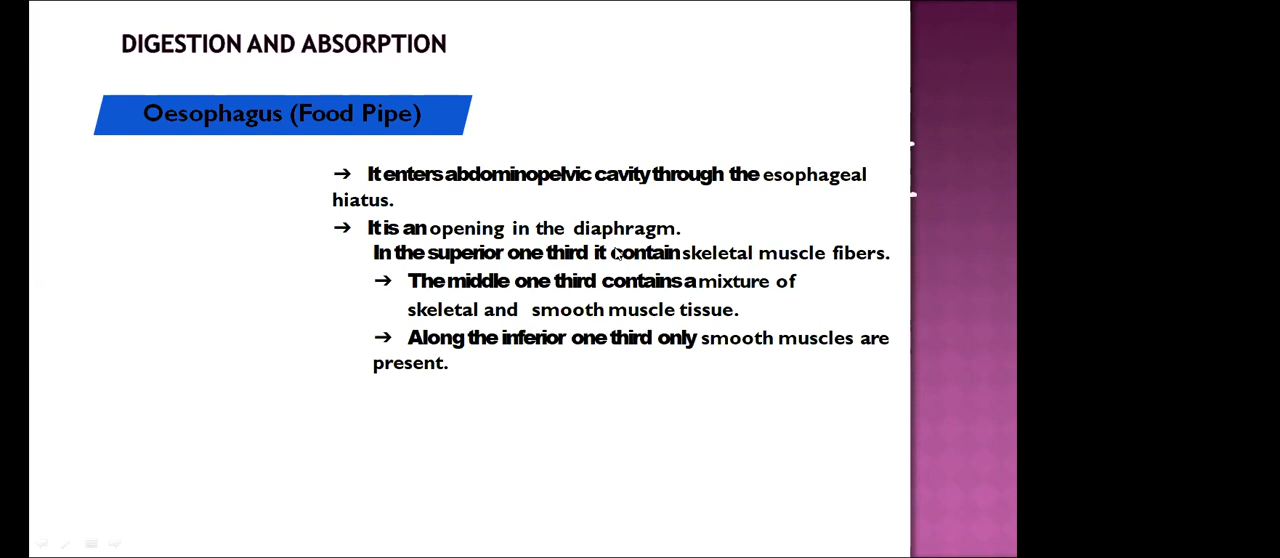 DIGESTION AND ABSORPTION
Oesophagus (Food Pipe)
→ It enters abdominopelvic cavity through the esophageal
hiatus.
→ It is an opening in the diaphragm.
In the superior one third it contain skeletal muscle fibers.
→ The middle one third contains a mixture of
skeletal and smooth muscle tissue.
→ Along the inferior one third only smooth muscles are
present.